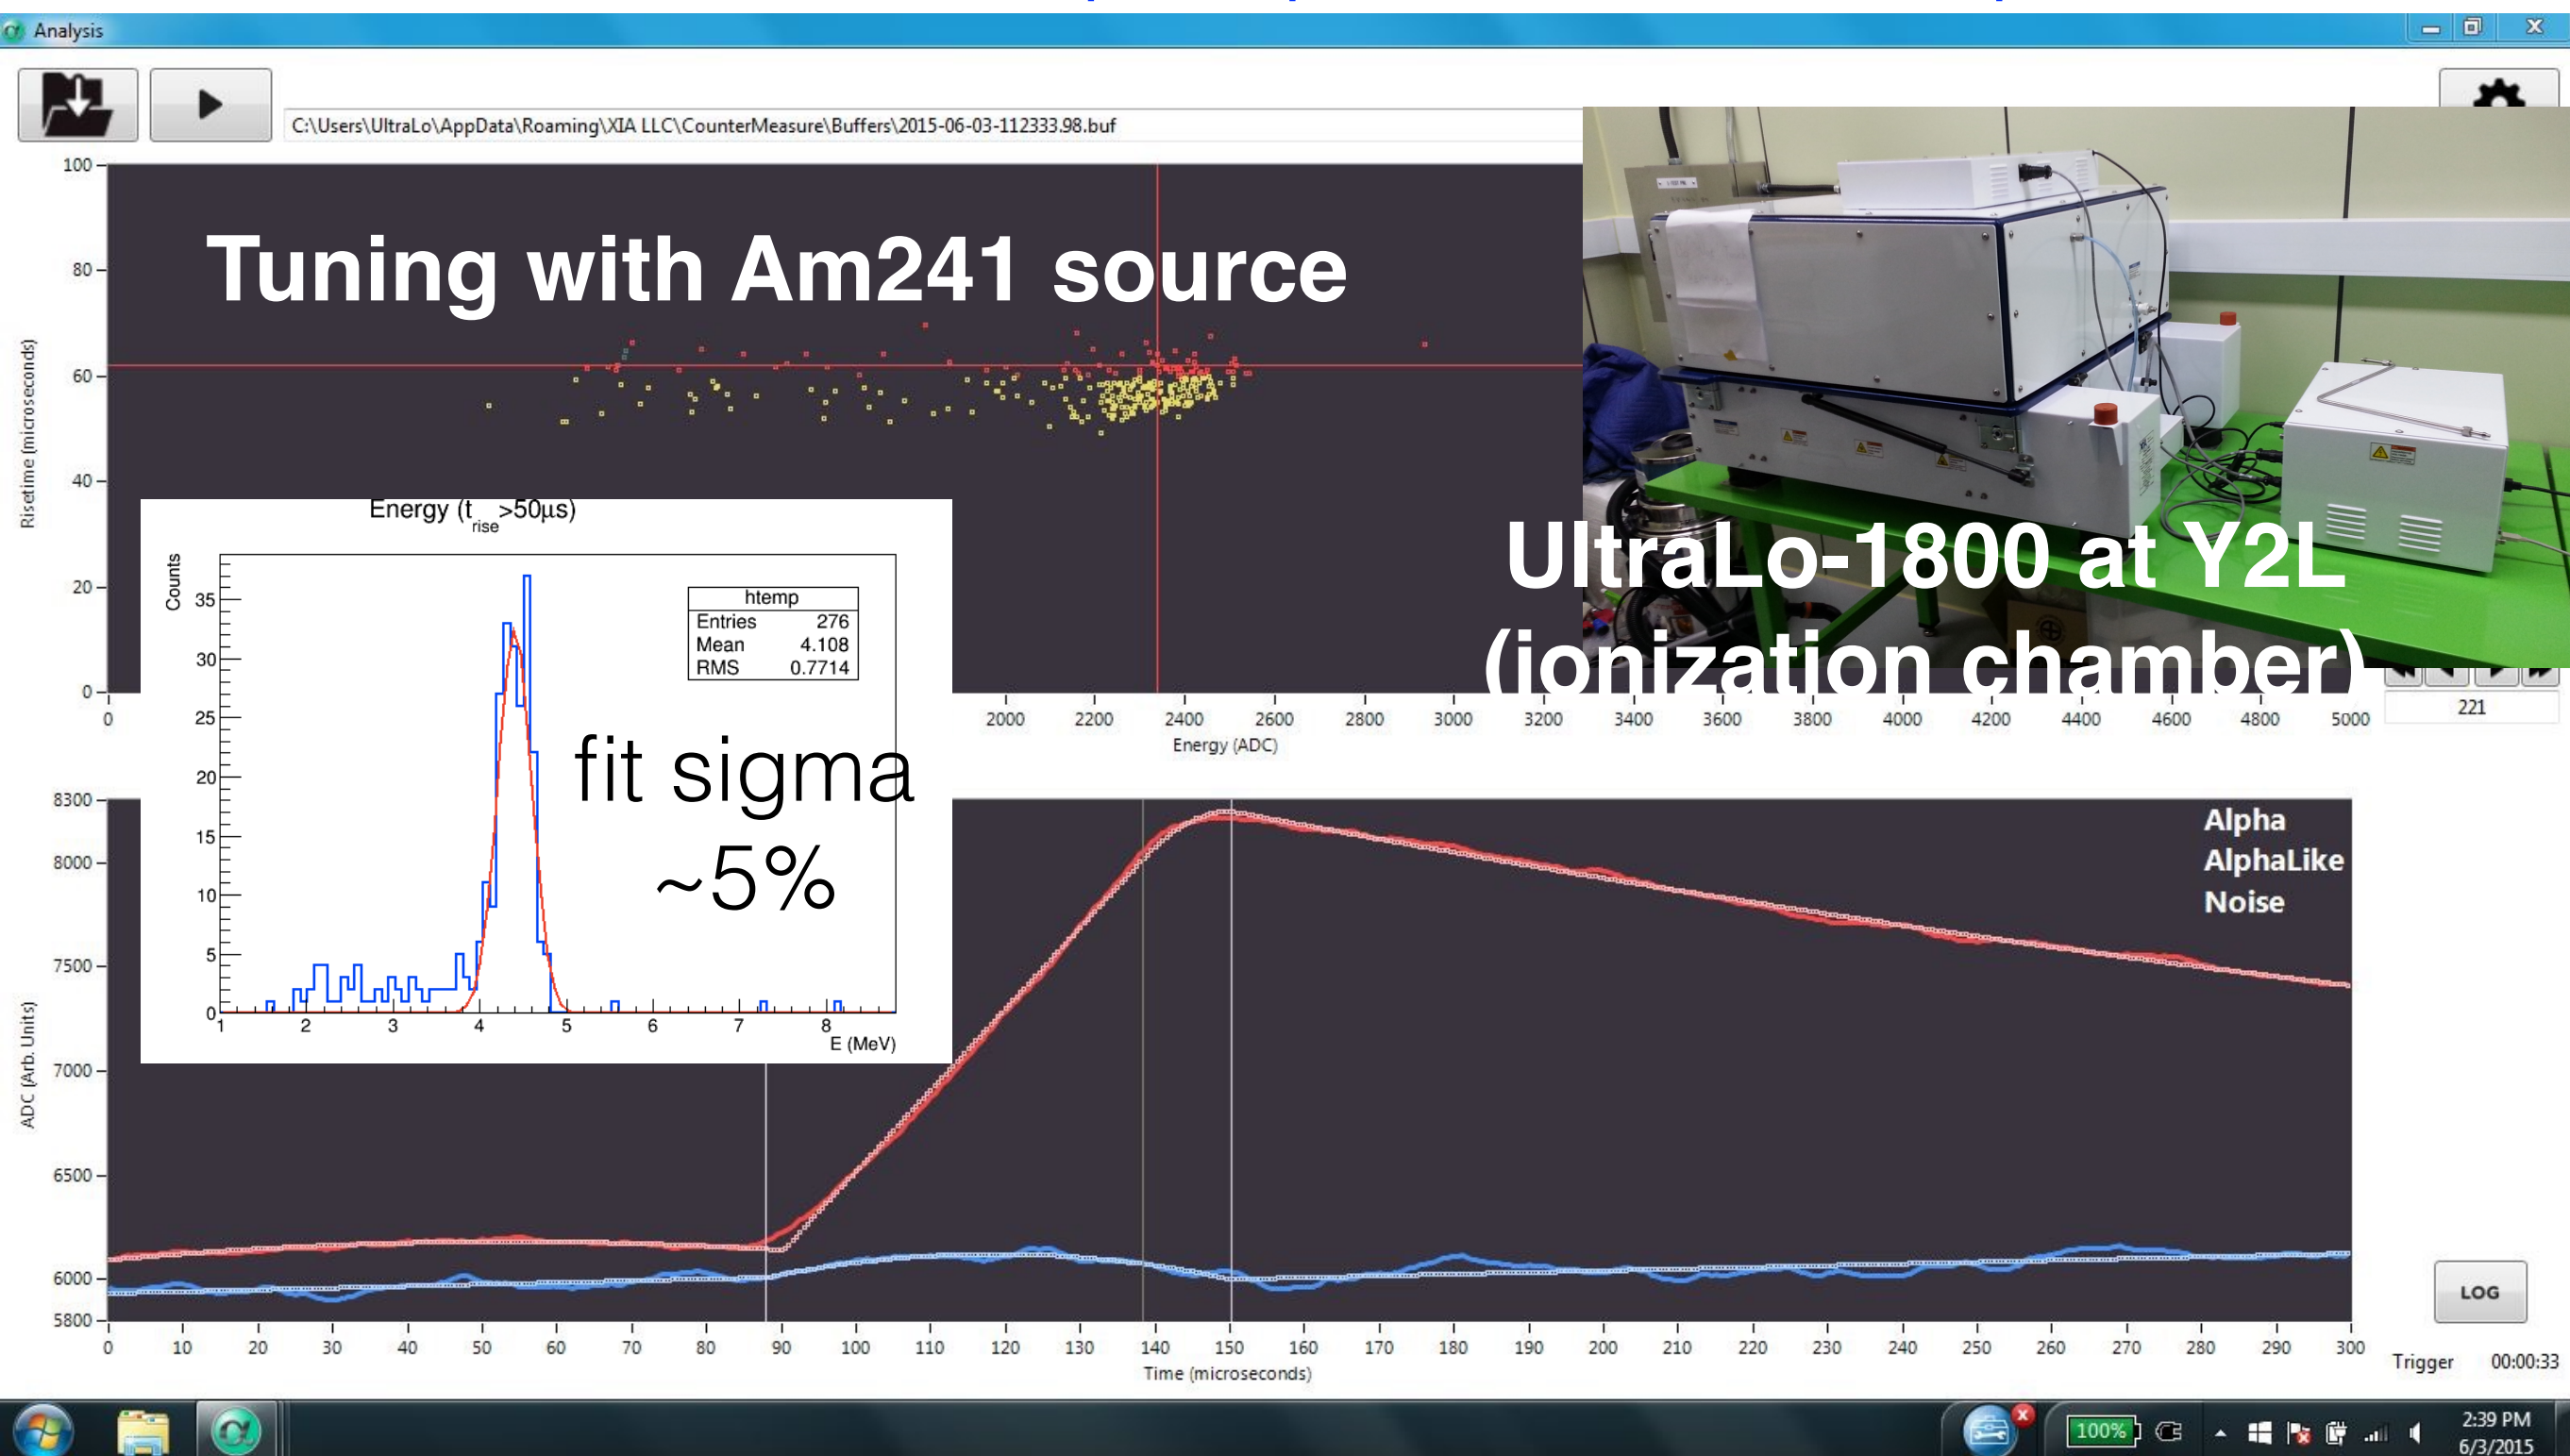 Analysis
C:\Users\UltraLo\AppData\Roaming\XIA LLC\CounterMeasure\Buffers\2015-06-03-112333.98.buf
Tuning with Am241 source
UltraLo-1800 at Y2L
(ionization chamber)
100
80
60
40
20
0
Risetime (microseconds)
0 2000 2200 2400 2600 2800 3000 3200 3400 3600 3800 4000 4200 4400 4600 4800 5000
Energy (ADC)
221
Energy (t rise >50μs)
Counts
35
30
25
20
15
10
5
0
1 2 3 4 5 6 7 8
E (MeV)
htemp
Entries 276
Mean 4.108
RMS 0.7714
fit sigma
~5%
8300
8000
7500
7000
6500
6000
5800
ADC (Arb. Units)
Alpha
AlphaLike
Noise
0 10 20 30 40 50 60 70 80 90 100 110 120 130 140 150 160 170 180 190 200 210 220 230 240 250 260 270 280 290 300
Time (microseconds)
LOG
Trigger 00:00:33
100%
2:39 PM
6/3/2015